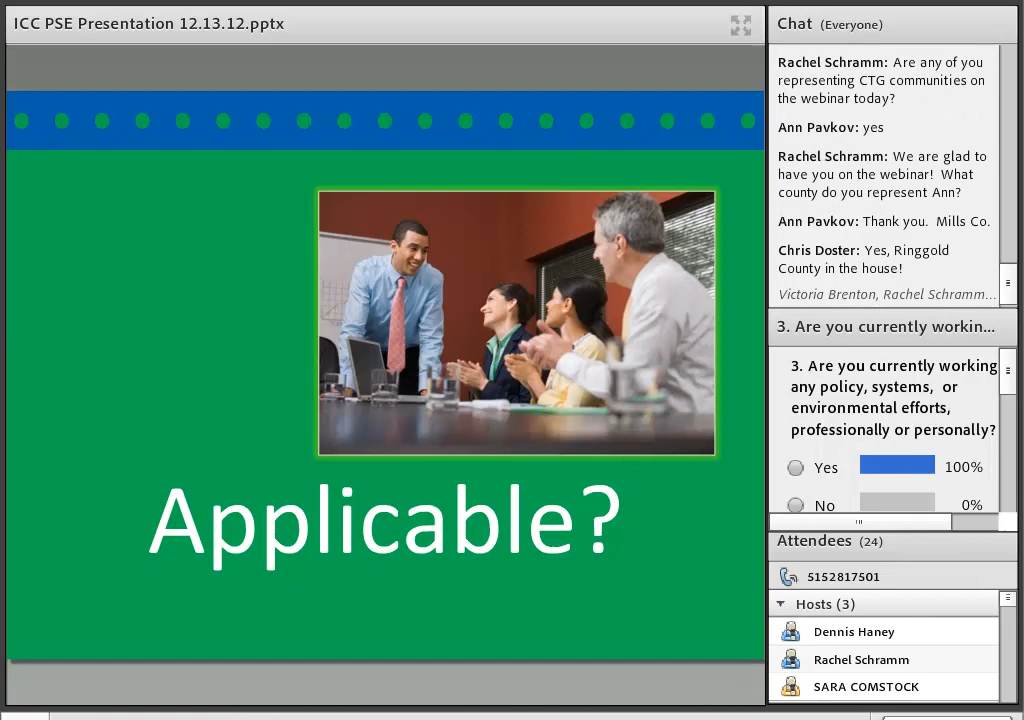 ICC PSE Presentation 12.13.12.pptx
Applicable?
Chat (Everyone)
Rachel Schramm: Are any of you
representing CTG communities on
the webinar today?
Ann Pavkov: yes
Rachel Schramm: We are glad to
have you on the webinar! What
county do you represent Ann?
Ann Pavkov: Thank you. Mills Co.
Chris Doster: Yes, Ringgold
County in the house!
Victoria Brenton, Rachel Schramm...
3. Are you currently workin...
3. Are you currently working
any policy, systems, or
environmental efforts,
professionally or personally?
Yes 100%
No 0%
Attendees (24)
5152817501
Hosts (3)
Dennis Haney
Rachel Schramm
SARA COMSTOCK